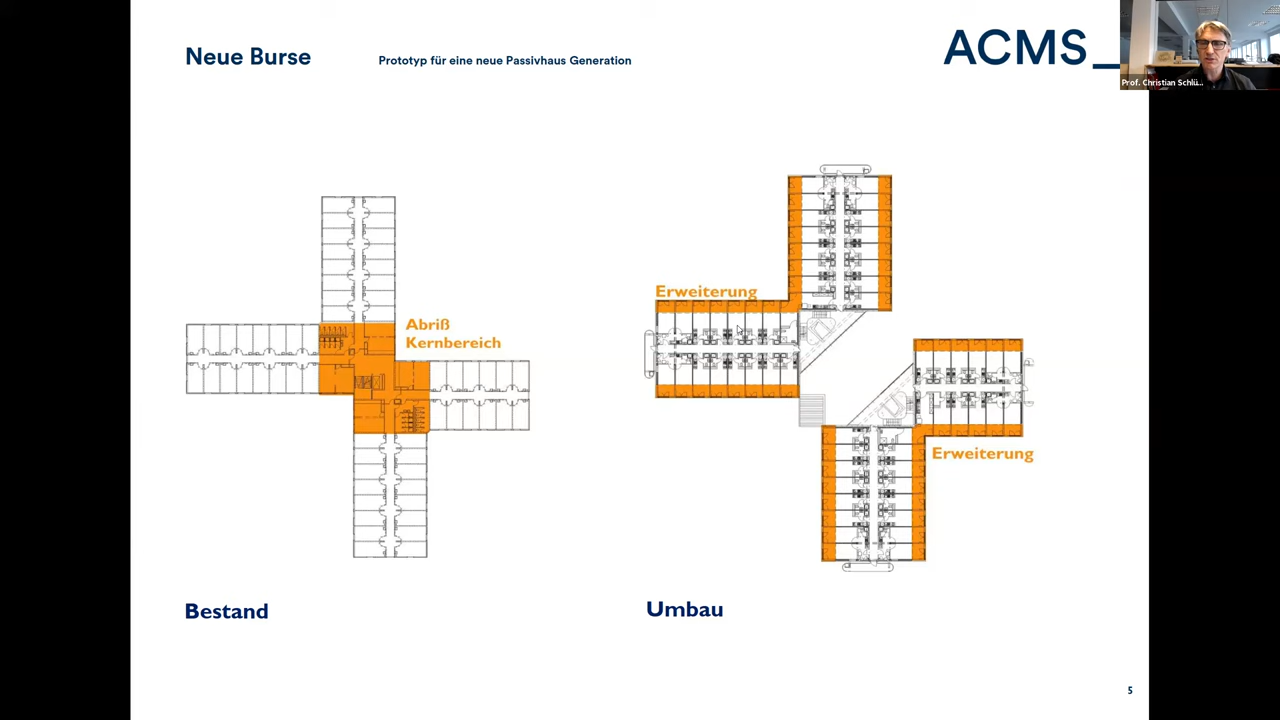 Neue Burse
Prototyp für eine neue Passivhaus Generation
ACMS_
Prof. Christian Schlü...
Abriß
Kernbereich
Erweiterung
Erweiterung
Bestand
Umbau
5